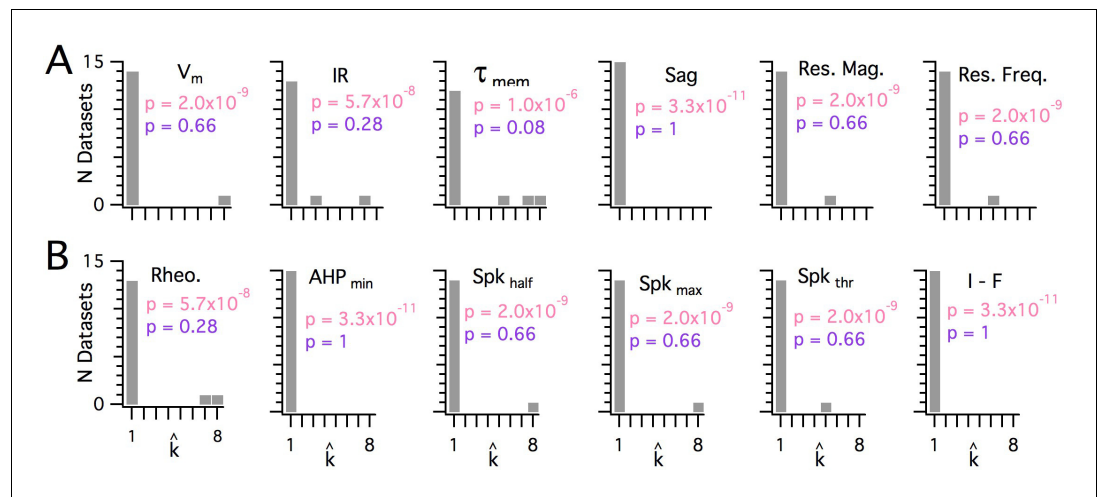 A
15
N Datasets
0
Vm
p = 2.0x10-9
p = 0.66
IR
p = 5.7x10-8
p = 0.28
τ mem
p = 1.0x10-6
p = 0.08
Sag
p = 3.3x10-11
p = 1
Res. Mag.
p = 2.0x10-9
p = 0.66
Res. Freq.
p = 2.0x10-9
p = 0.66
B
15
N Datasets
0
Rheo.
p = 5.7x10-8
p = 0.28
1 8
k̂
AHP min
p = 3.3x10-11
p = 1
1 8
k̂
Spk half
p = 2.0x10-9
p = 0.66
1 8
k̂
Spk max
p = 2.0x10-9
p = 0.66
1 8
k̂
Spk thr
p = 2.0x10-9
p = 0.66
1 8
k̂
I - F
p = 3.3x10-11
p = 1
1 8
k̂